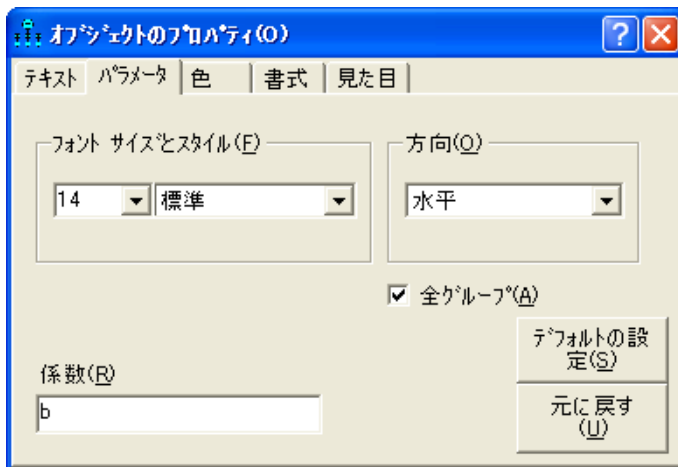 ｵﾌﾞｼﾞｪｸﾄのﾌﾟﾛﾊﾟﾃｨ(O)
テキスト ﾊﾟﾗﾒｰﾀ 色 書式 見た目
ﾌｫﾝﾄ ｻｲｽﾞとｽﾀｲﾙ(F)
方向(O)
14 標準
水平
全ｸﾞﾙｰﾌﾟ(A)
ﾃﾞﾌｫﾙﾄの設
定(S)
係数(R)
b
元に戻す
(U)